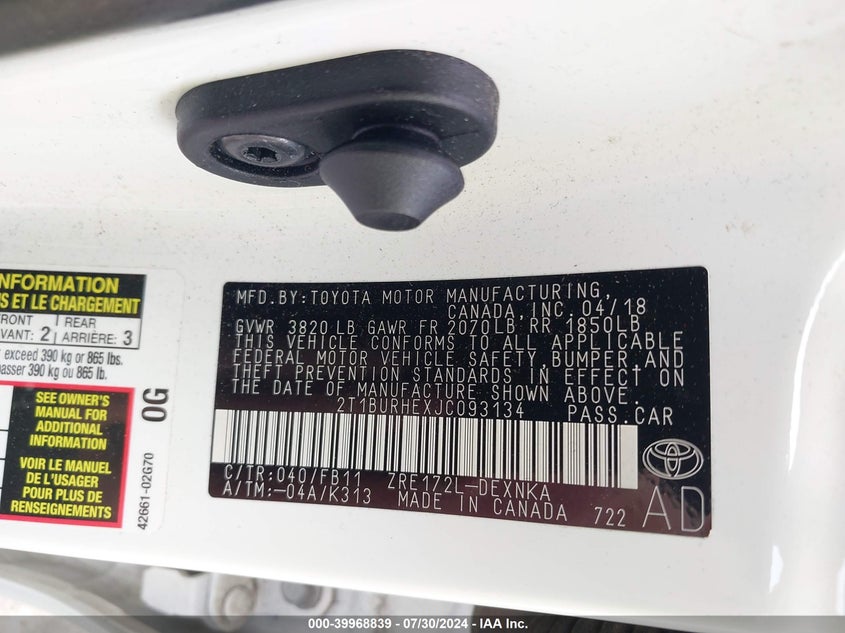 INFORMATION
US ET LE CHARGEMENT
FRONT
VANT: 2
REAR
ARRIÈRE: 3
exceed 390 kg or 865 lbs.
passer 390 kg ou 865 lb.
SEE OWNER'S
MANUAL FOR
ADDITIONAL
INFORMATION
VOIR LE MANUEL
DE L'USAGER
POUR PLUS DE
RENSEIGNEMENTS
0G
42661-02G70
MFD.BY:TOYOTA MOTOR MANUFACTURING,
CANADA,INC. 04/18
GVWR 3820LB GAWR FR 2070LB RR 1850LB
THIS VEHICLE CONFORMS TO ALL APPLICABLE
FEDERAL MOTOR VEHICLE SAFETY, BUMPER, AND
THEFT PREVENTION STANDARDS IN EFFECT ON
THE DATE OF MANUFACTURE SHOWN ABOVE.
2T1BURHEXJC093134 PASS.CAR
C/TR:040/FB11 ZRE172L-DEXNKA
A/TM:-04A/K313 MADE IN CANADA 722
AD
000-39968839 | 07/30/2024 - IAA Inc.